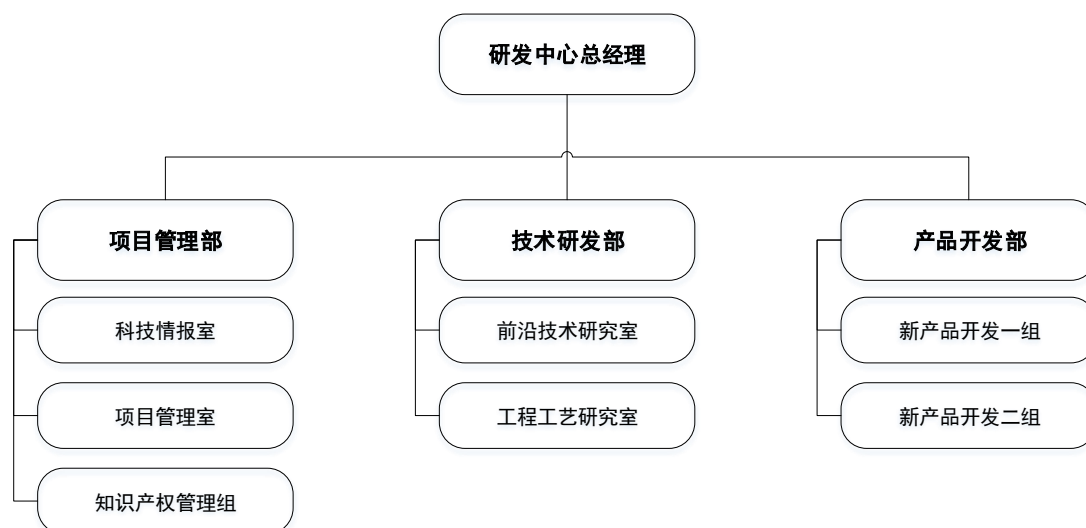 研发中心总经理
项目管理部
科技情报室
项目管理室
知识产权管理组
技术研发部
前沿技术研究室
工程工艺研究室
产品开发部
新产品开发一组
新产品开发二组